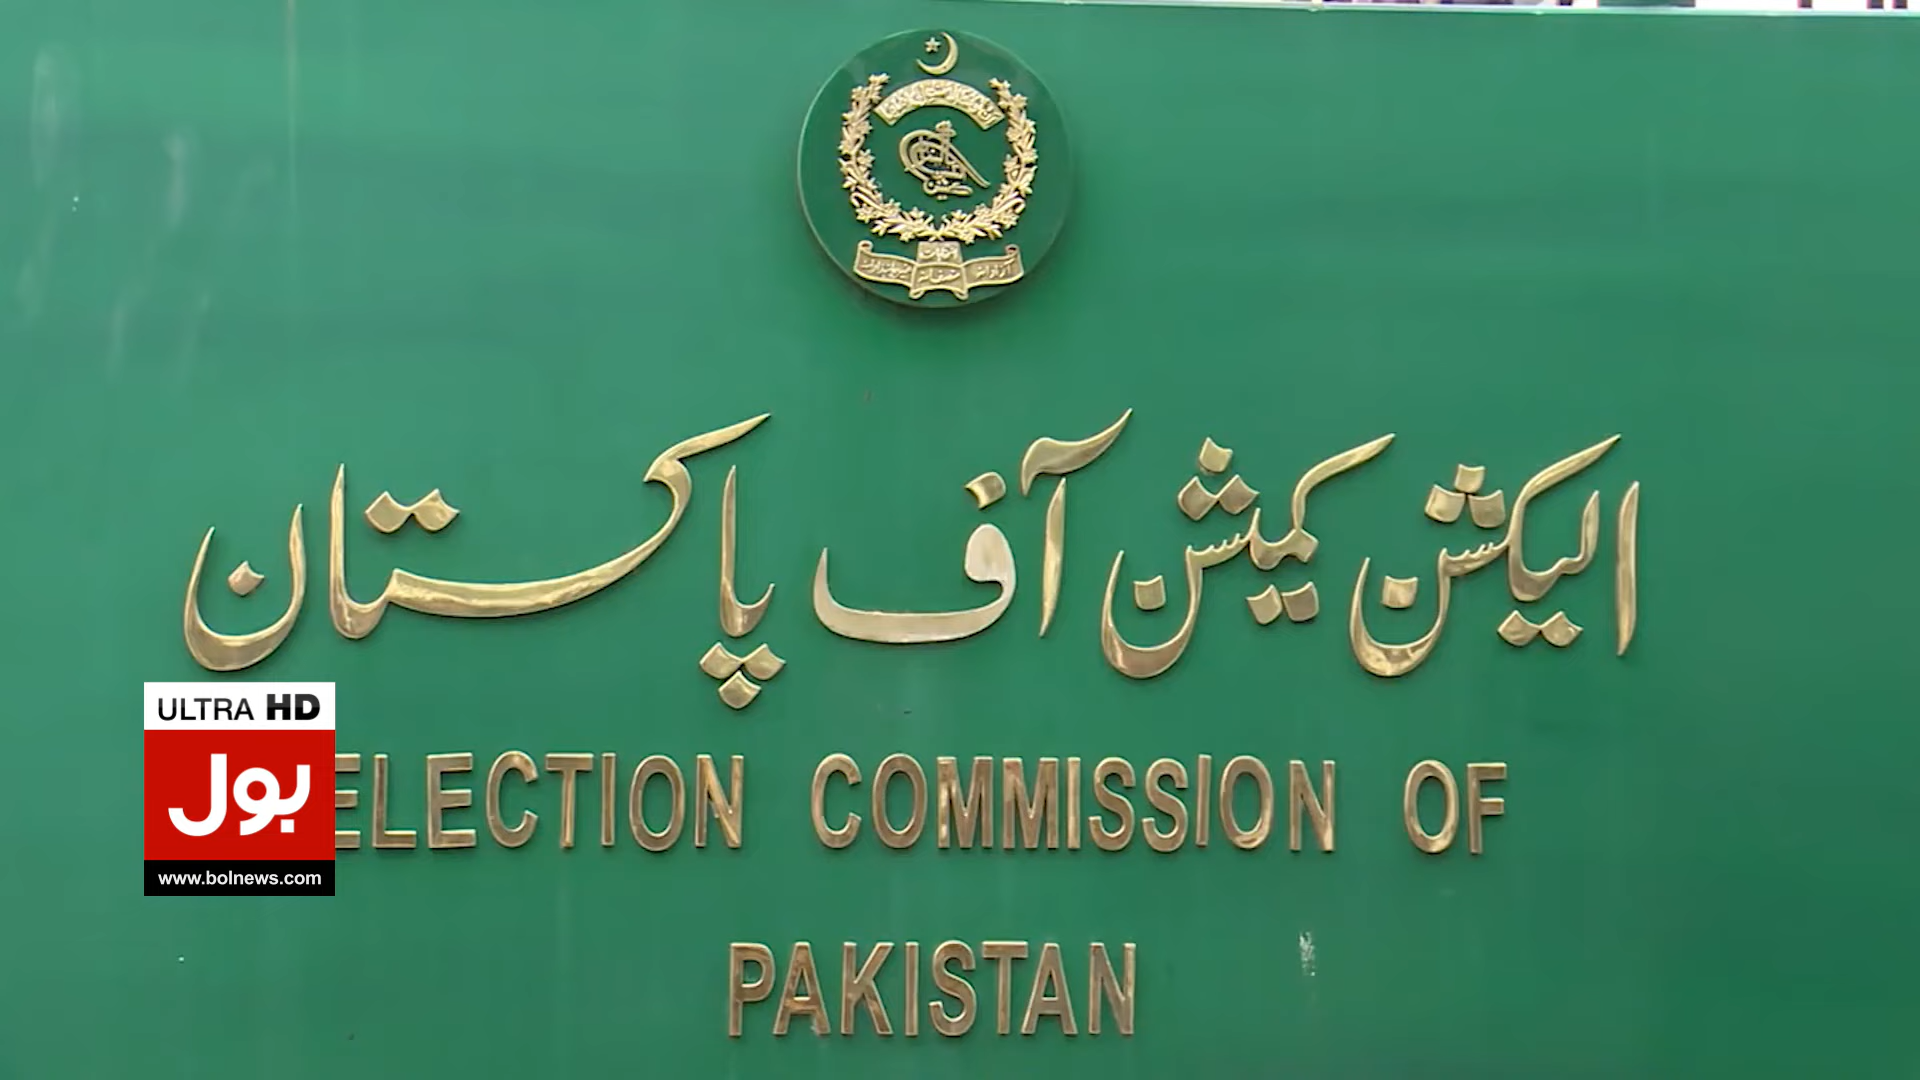 الیکشن کمیشن آف پاکستان
ELECTION COMMISSION OF
PAKISTAN
ULTRA HD
بول
www.bolnews.com